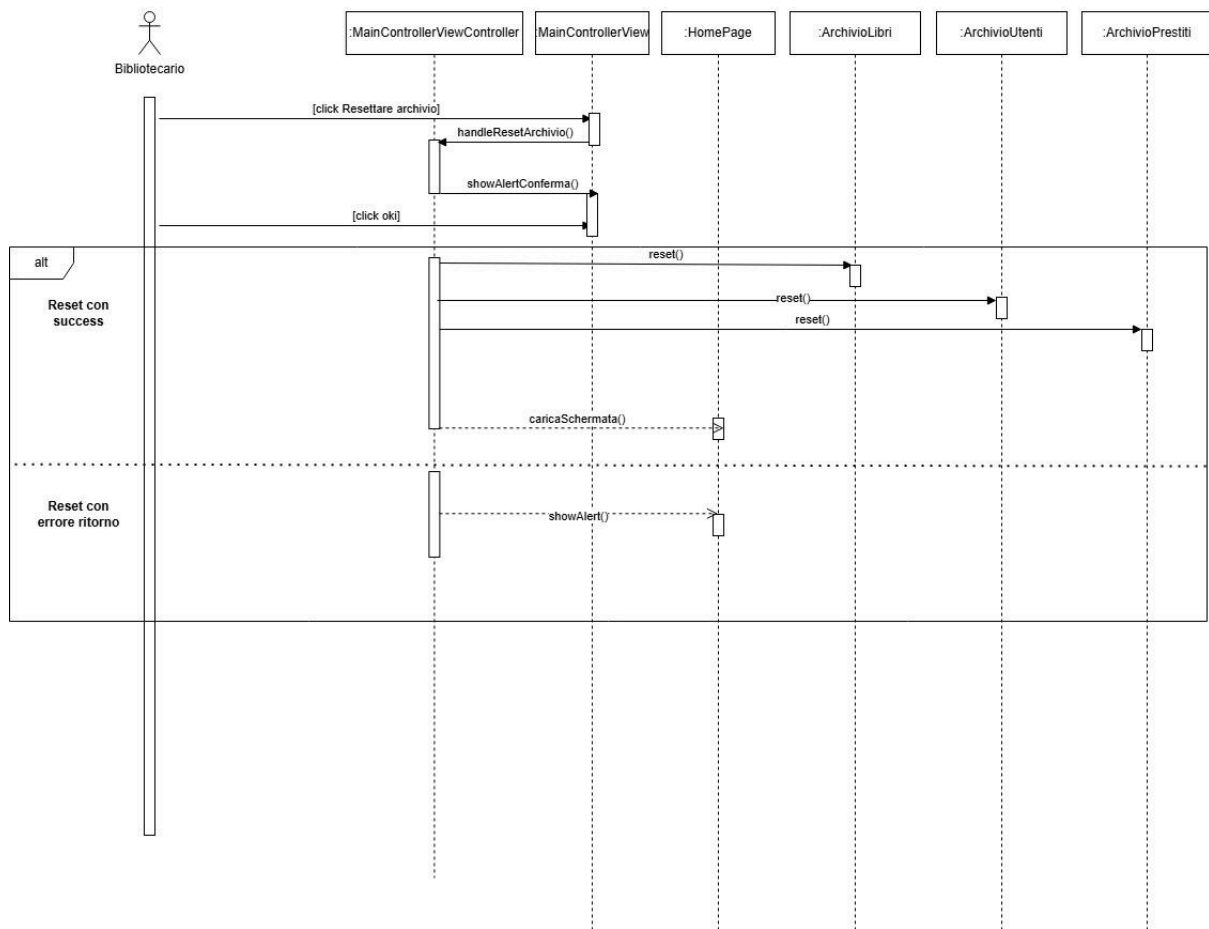 :MainControllerViewController
:MainControllerView
:HomePage
:ArchivioLibri
:ArchivioUtenti
:ArchivioPrestiti
Bibliotecario
[click Resettare archivio]
handleResetArchivio()
showAlertConferma()
[click oki]
alt
reset()
Reset con
success
reset()
reset()
caricaSchermata()
Reset con
errore ritorno
showAlert()